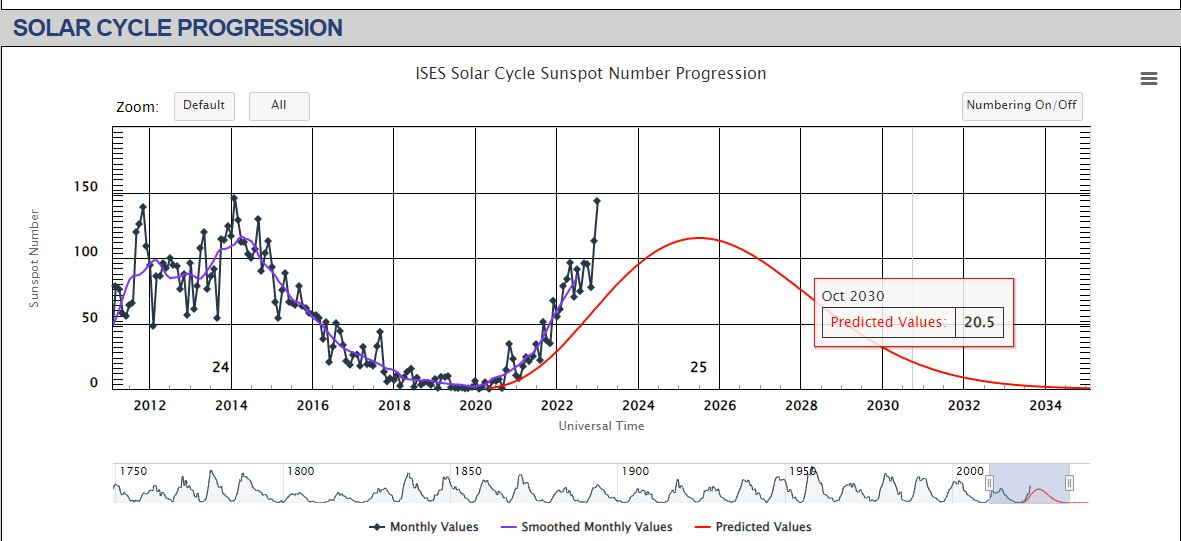 SOLAR CYCLE PROGRESSION
ISES Solar Cycle Sunspot Number Progression
Zoom: Default All Numbering On/Off
Sunspot Number
150
100
50
0
24
25
Oct 2030
Predicted Values: 20.5
2012 2014 2016 2018 2020 2022 2024 2026 2028 2030 2032 2034
Universal Time
1750 1800 1850 1900 1950 2000
Monthly Values Smoothed Monthly Values Predicted Values